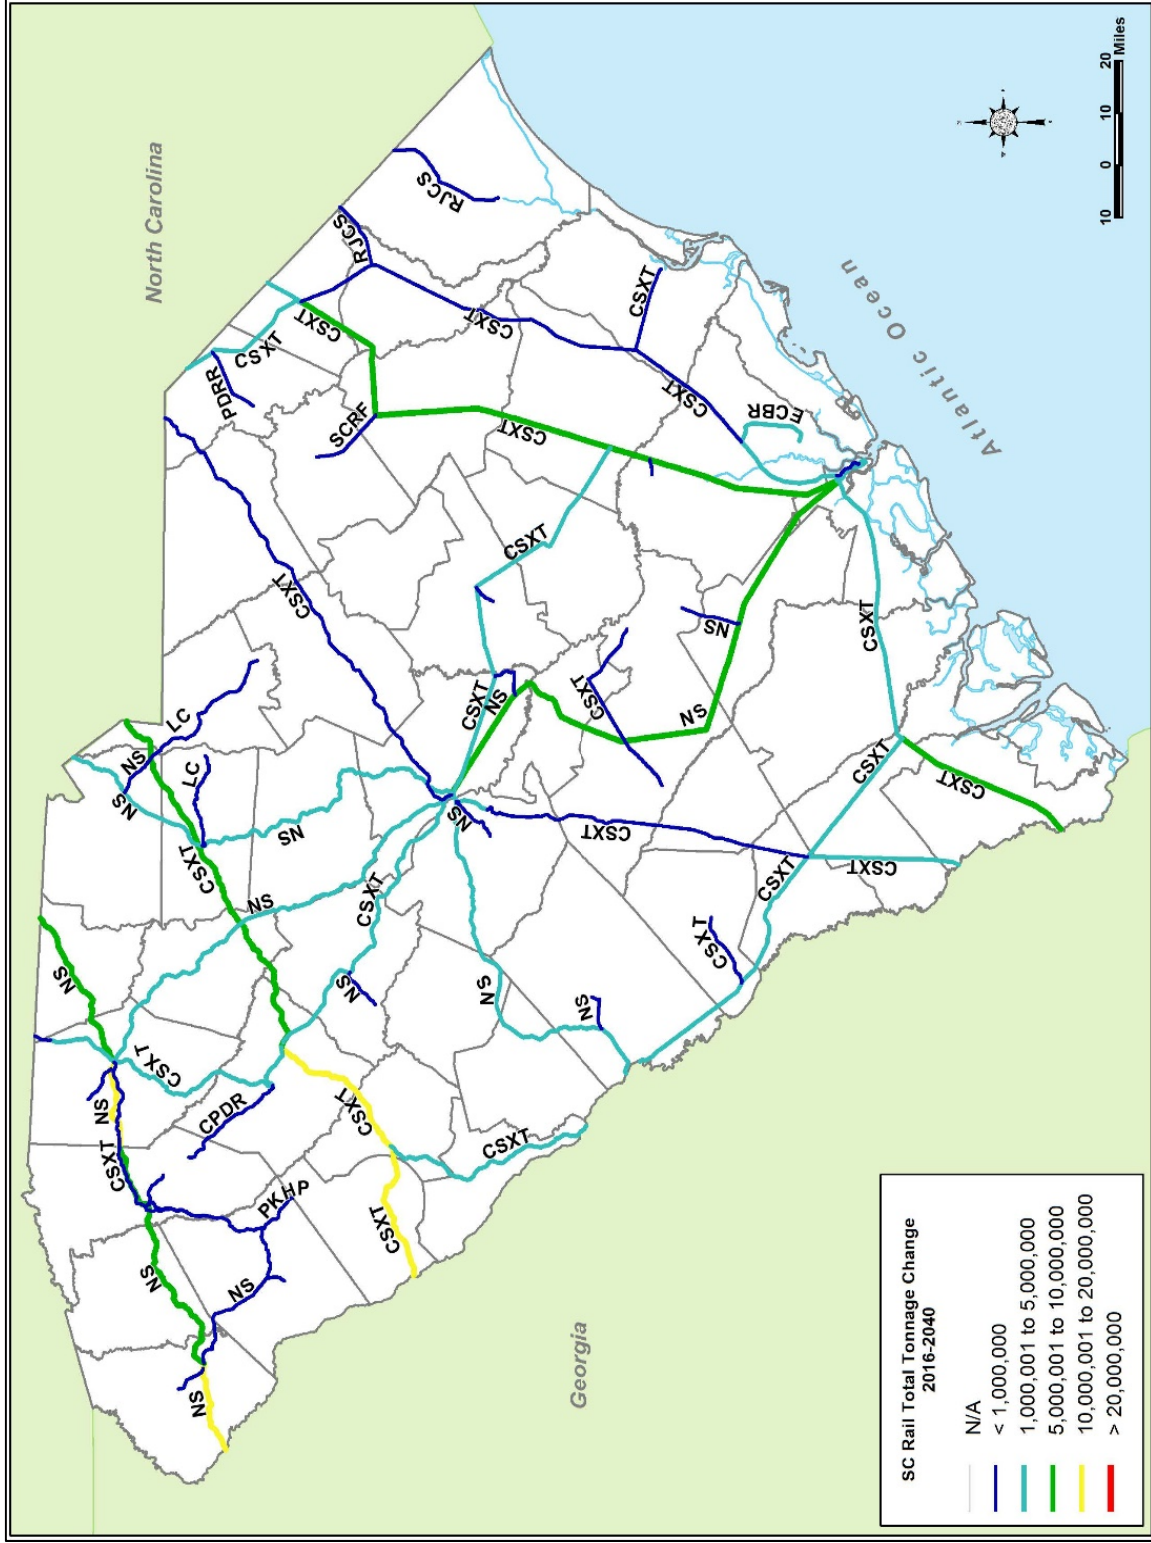 North Carolina
Georgia
Atlantic Ocean
NS
NS
CSXT
NS
CSXT
NS
NS
NS
CSXT
LC
LC
NS
NS
CSXT
NS
PKHP
CPDR
NS
CSXT
CSXT
CSXT
NS
NS
NS
CSXT
CSXT
NS
CSXT
CSXT
CSXT
CSXT
CSXT
CSXT
CSXT
NS
NS
CSXT
CSXT
CSXT
SCRF
PDRR
CSXT
CSXT
RJCS
RJCS
CSXT
CSXT
CSXT
ECBR
10 0 10 20
Miles
SC Rail Total Tonnage Change
2016-2040
N/A
< 1,000,000
1,000,001 to 5,000,000
5,000,001 to 10,000,000
10,000,001 to 20,000,000
> 20,000,000